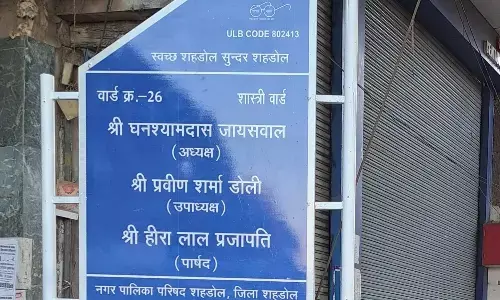 ULB CODE 802413
स्वच्छ शहडोल सुन्दर शहडोल
वार्ड क्र.–26 शास्त्री वार्ड
श्री घनश्यामदास जायसवाल
(अध्यक्ष)
श्री प्रवीण शर्मा डोली
(उपाध्यक्ष)
श्री हीरा लाल प्रजापति
(पार्षद)
नगर पालिका परिषद शहडोल, जिला शहडोल